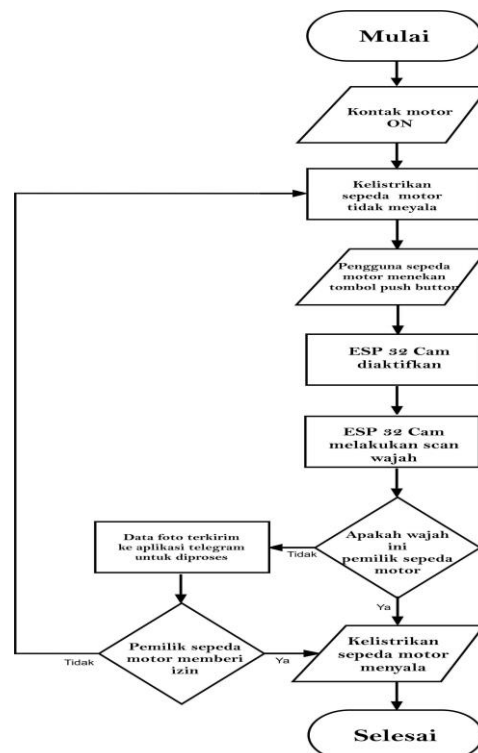 Mulai
Kontak motor
ON
Kelistrikan
sepeda motor
tidak meyala
Pengguna sepeda
motor menekan
tombol push button
ESP 32 Cam
diaktifkan
ESP 32 Cam
melakukan scan
wajah
Apakah wajah
ini
pemilik sepeda
motor
Tidak
Data foto terkirim
ke aplikasi telegram
untuk diproses
Ya
Pemilik sepeda
motor memberi
izin
Tidak
Ya
Kelistrikan
sepeda motor
menyala
Selesai